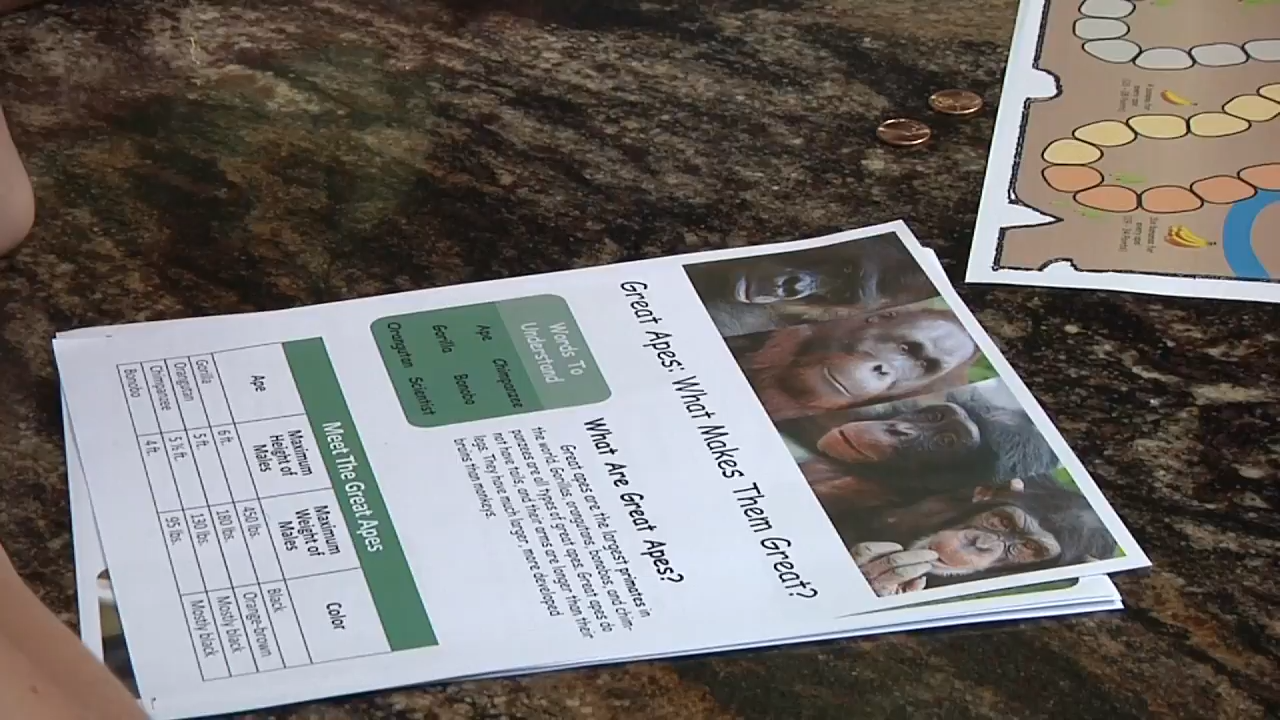 Great Apes: What Makes Them Great?
Words To
Understand
Ape Chimpanzee
Gorilla Bonobo
Orangutan Scientist
What Are Great Apes?
Great apes are the largest primates in
the world. Gorillas, orangutans, bonobos, and chim-
panzees are all types of great apes. Great apes do
not have tails, and their arms are longer than their
legs. They have much larger more developed
brains than monkeys.
Meet The Great Apes
Ape Maximum Height of Males Maximum Weight of Males Color
Gorilla 6 ft. 450 lbs. Black
Orangutan 5 ft. 180 lbs. Orange-brown
Chimpanzee 5 ½ ft. 130 lbs. Mostly black
Bonobo 4 ft. 95 lbs. Mostly black